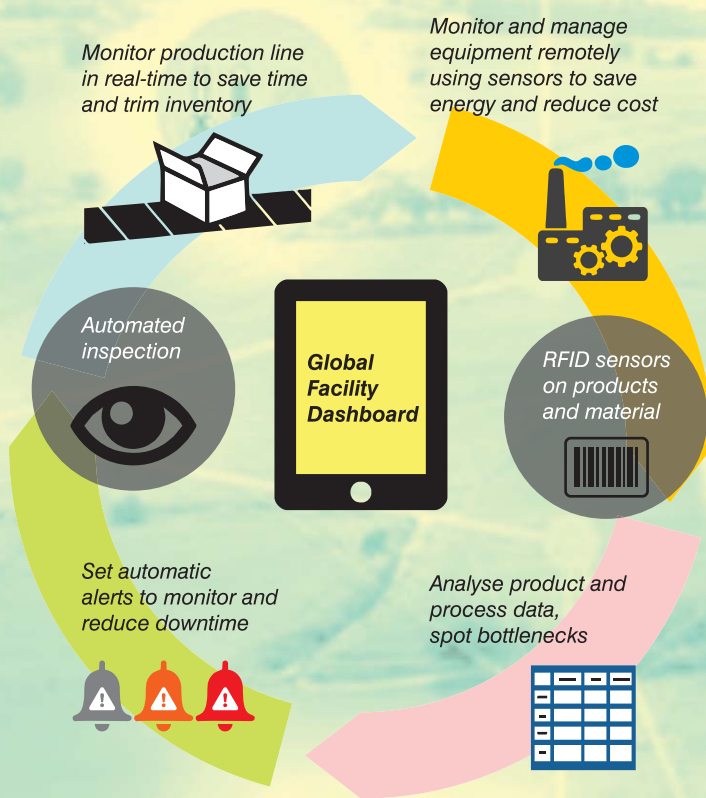 Monitor production line
in real-time to save time
and trim inventory
Monitor and manage
equipment remotely
using sensors to save
energy and reduce cost
Automated
inspection
Global
Facility
Dashboard
RFID sensors
on products
and material
Set automatic
alerts to monitor and
reduce downtime
Analyse product and
process data,
spot bottlenecks